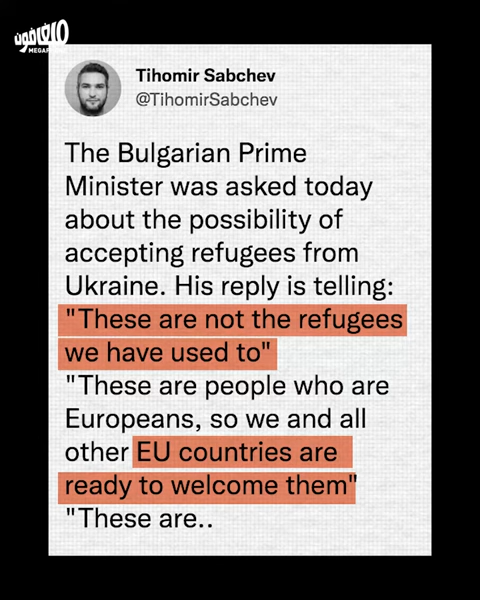 ميغافون
MEGAPHONE
Tihomir Sabchev
@TihomirSabchev
The Bulgarian Prime
Minister was asked today
about the possibility of
accepting refugees from
Ukraine. His reply is telling:
"These are not the refugees
we have used to"
"These are people who are
Europeans, so we and all
other EU countries are
ready to welcome them"
"These are..